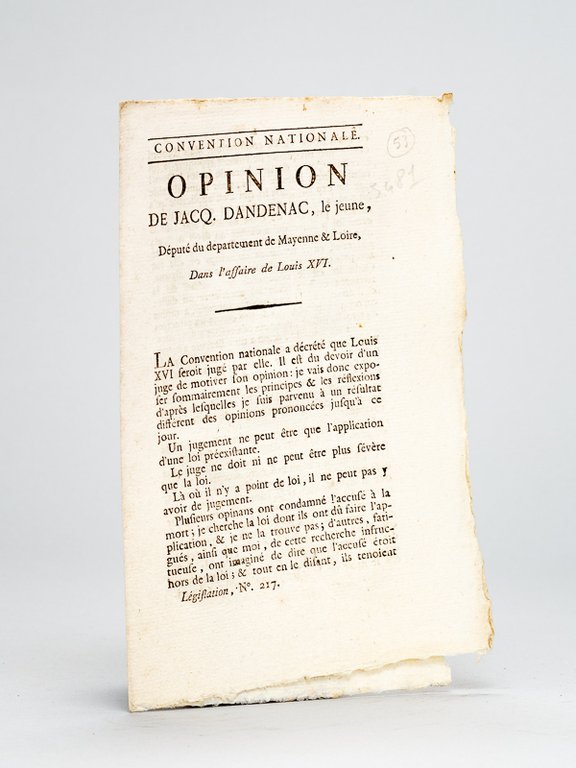 CONVENTION NATIONALE.
53
5481
OPINION
DE JACQ. DANDENAC, le jeune,
Député du departeuent de Mayenne & Loire,
Dans l'affaire de Louis XVI.
LA Convention nationale a décrété que Louis
XVI ſeroit jugé par elle. Il eſt du devoir d'un
juge de motiver ſon opinion : je vais donc expo-
ſer ſommairement les principes & les réflexions
d'après leſquelles je ſuis parvenu à un réſultat
différent des opinions prononcées juſqu'à ce
jour.
Un jugement ne peut être que l'application
d'une loi préexiſtante.
Le juge ne doit ni ne peut être plus ſévère
que la loi.
Là où il n'y a point de loi, il ne peut pas y
avoir de jugement.
Pluſieurs opinans ont condamné l'accuſé à la
mort ; je cherche la loi dont ils ont dû faire l'ap-
plication, & je ne la trouve pas ; d'autres, fati-
gués, ainſi que moi, de cette recherche infruc-
tueuſe, ont imaginé de dire que l'accuſé étoit
hors de la loi ; & tout en le diſant, ils tenoient
Légiſlation, N°. 217.